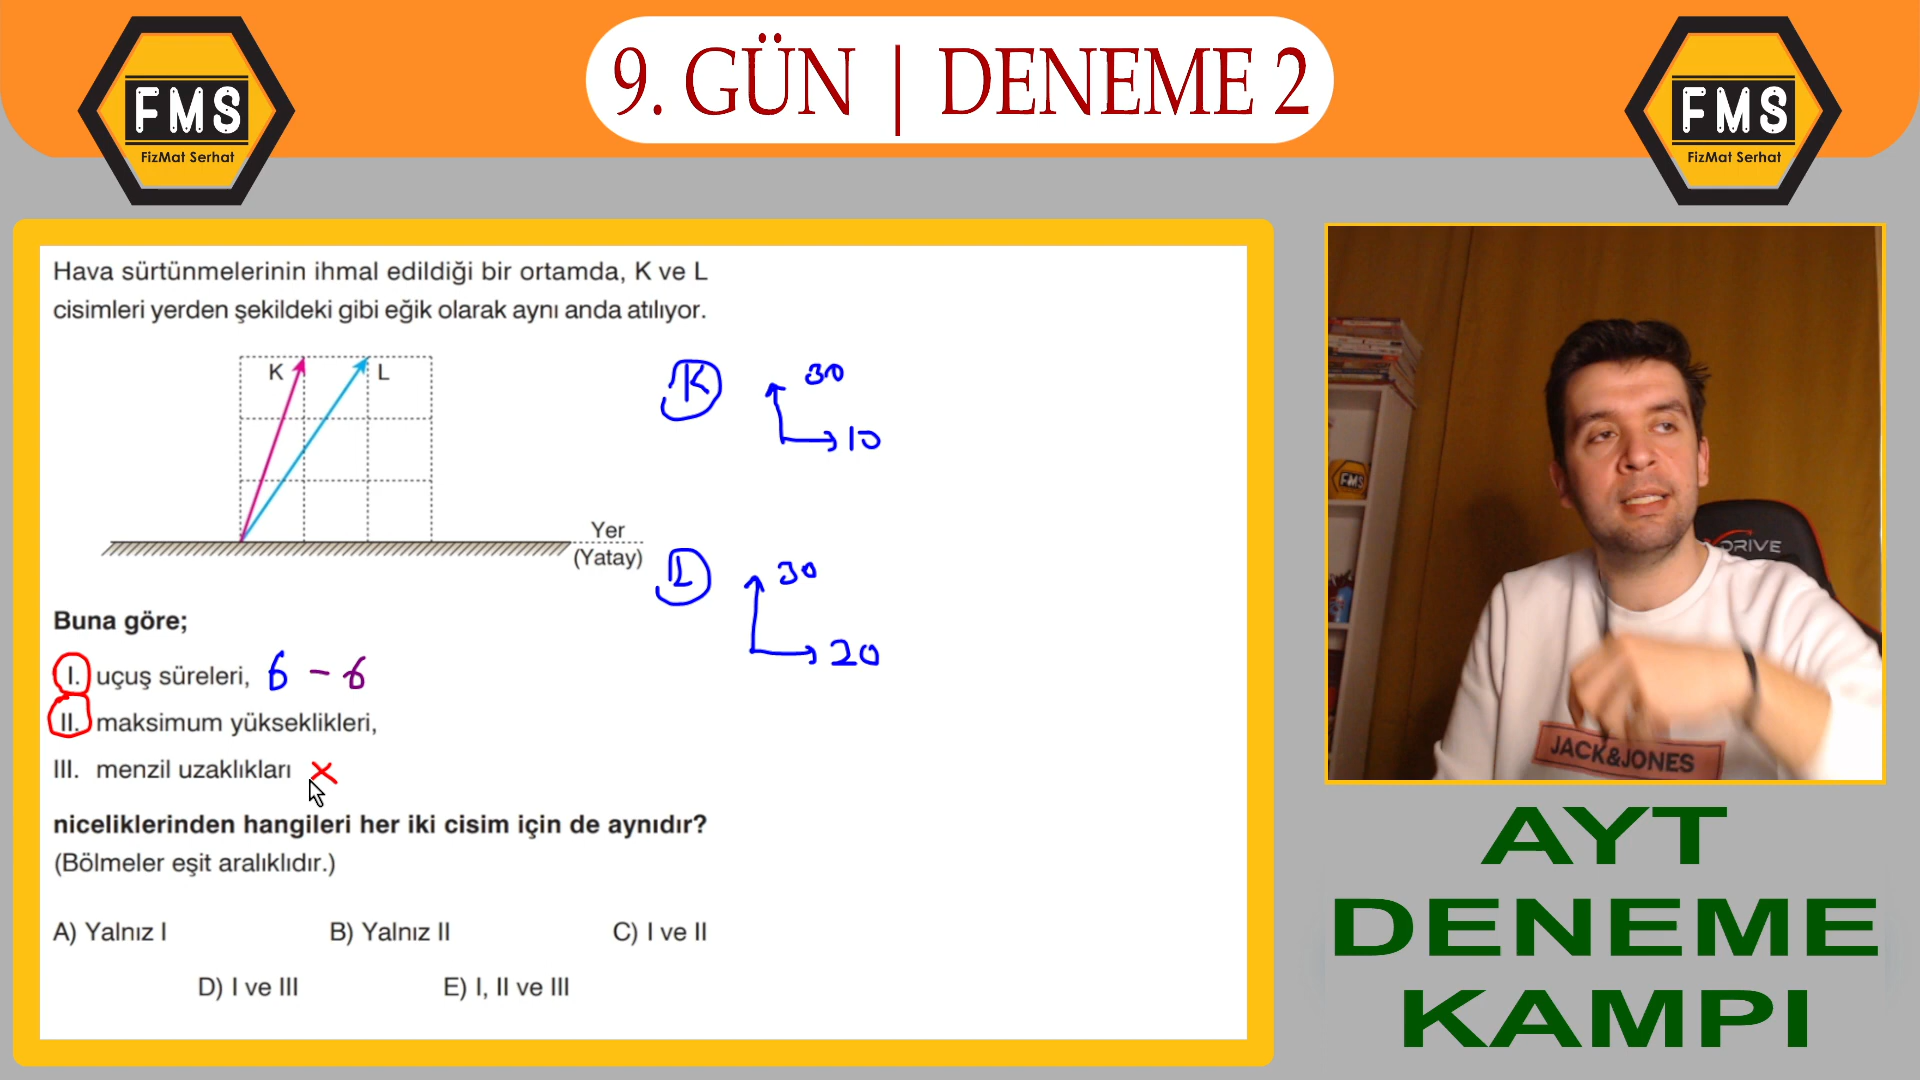 FMS
FizMat Serhat
9. GÜN | DENEME 2
FMS
FizMat Serhat
Hava sürtünmelerinin ihmal edildiği bir ortamda, K ve L
cisimleri yerden şekildeki gibi eğik olarak aynı anda atılıyor.
K
L
Yer
(Yatay)
K
30
10
L
30
20
Buna göre;
I. uçuş süreleri, 6 - 6
II. maksimum yükseklikleri,
III. menzil uzaklıkları ×
niceliklerinden hangileri her iki cisim için de aynıdır?
(Bölmeler eşit aralıklıdır.)
A) Yalnız I B) Yalnız II C) I ve II
D) I ve III E) I, II ve III
FMS
DRIVE
JACK&JONES
AYT
DENEME
KAMPI